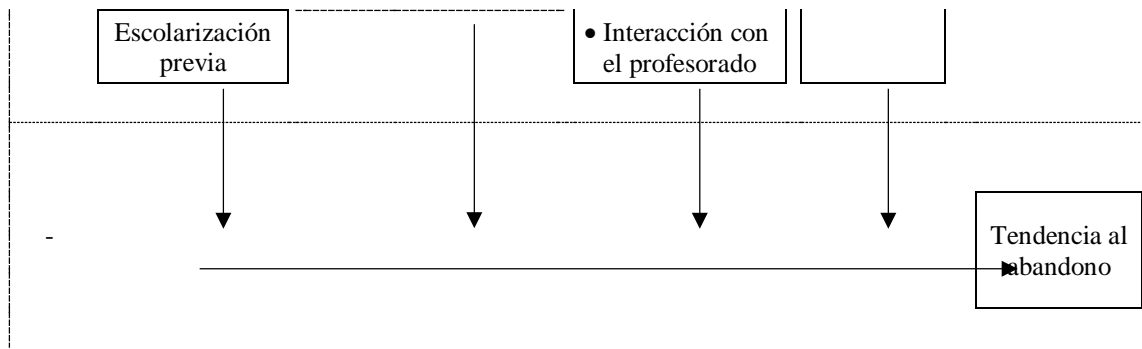 Escolarización
previa
• Interacción con
el profesorado
-
Tendencia al
abandono